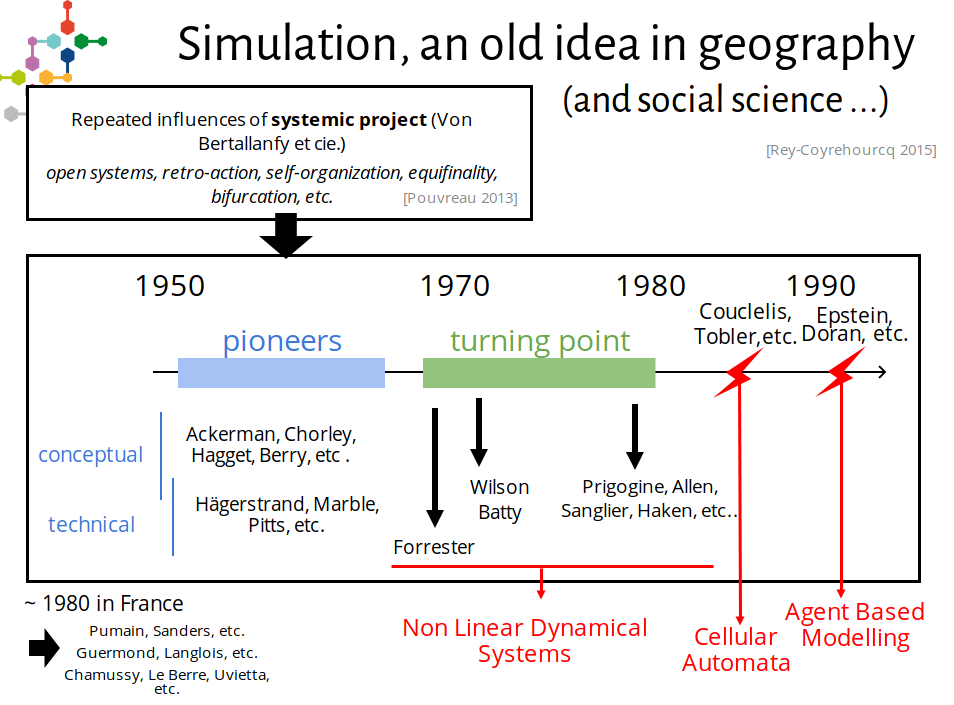 Simulation, an old idea in geography
(and social science ...)
[Rey-Coyrehourcq 2015]
Repeated influences of systemic project (Von
Bertallanfy et cie.)
open systems, retro-action, self-organization, equifinality,
bifurcation, etc.
[Pouvreau 2013]
1950
1970
1980
1990
Couclelis,
Tobler,etc.
Epstein,
Doran, etc.
pioneers
turning point
conceptual
Ackerman, Chorley,
Hagget, Berry, etc .
technical
Hägerstrand, Marble,
Pitts, etc.
Wilson
Batty
Prigogine, Allen,
Sanglier, Haken, etc..
Forrester
~ 1980 in France
Pumain, Sanders, etc.
Guermond, Langlois, etc.
Chamussy, Le Berre, Uvietta,
etc.
Non Linear Dynamical
Systems
Cellular
Automata
Agent Based
Modelling